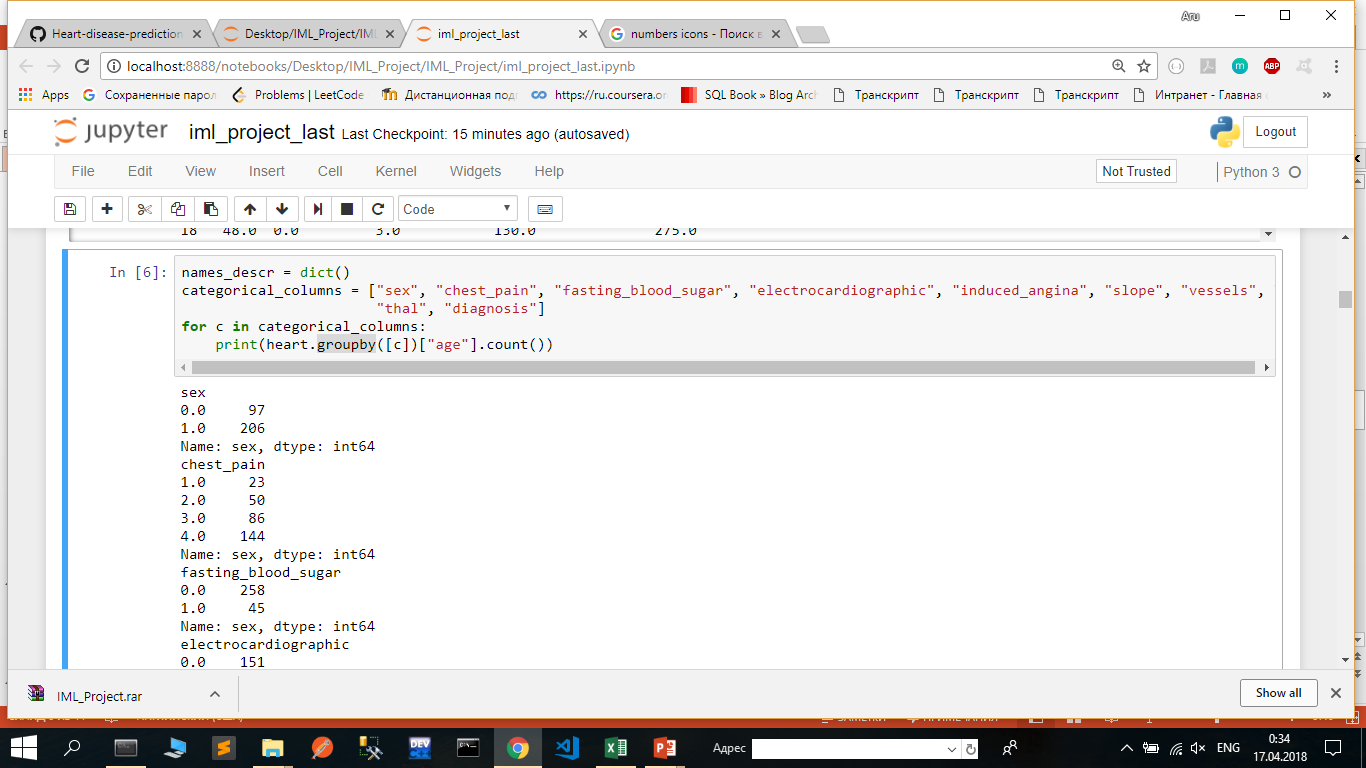 Aru
Heart-disease-prediction
Desktop/IML_Project/IML
iml_project_last
numbers icons - Поиск в
localhost:8888/notebooks/Desktop/IML_Project/IML_Project/iml_project_last.ipynb
Apps
Сохраненные парол
Problems | LeetCode
Дистанционная под
https://ru.coursera.or
SQL Book » Blog Arch
Транскрипт
Транскрипт
Транскрипт
Интранет - Главная
»
jupyter
iml_project_last Last Checkpoint: 15 minutes ago (autosaved)
Logout
File Edit View Insert Cell Kernel Widgets Help
Not Trusted
Python 3
Code
18 48.0 0.0 3.0 130.0 275.0
In [6]:
names_descr = dict()
categorical_columns = ["sex", "chest_pain", "fasting_blood_sugar", "electrocardiographic", "induced_angina", "slope", "vessels",
"thal", "diagnosis"]
for c in categorical_columns:
print(heart.groupby([c])["age"].count())
sex
0.0 97
1.0 206
Name: sex, dtype: int64
chest_pain
1.0 23
2.0 50
3.0 86
4.0 144
Name: sex, dtype: int64
fasting_blood_sugar
0.0 258
1.0 45
Name: sex, dtype: int64
electrocardiographic
0.0 151
IML_Project.rar
Show all
Адрес
ENG
0:34
17.04.2018